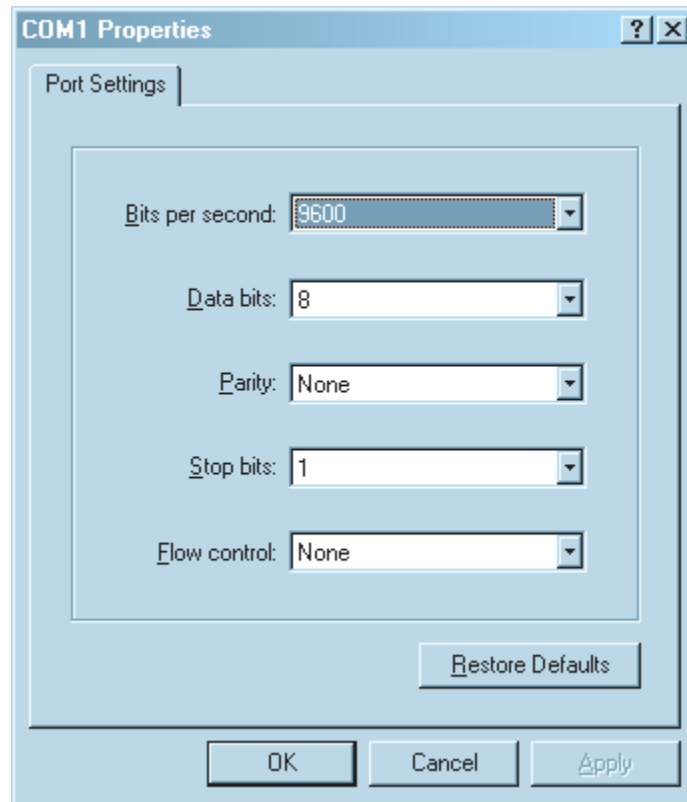 COM1 Properties
Port Settings
Bits per second: 9600
Data bits: 8
Parity: None
Stop bits: 1
Flow control: None
Restore Defaults
OK Cancel Apply